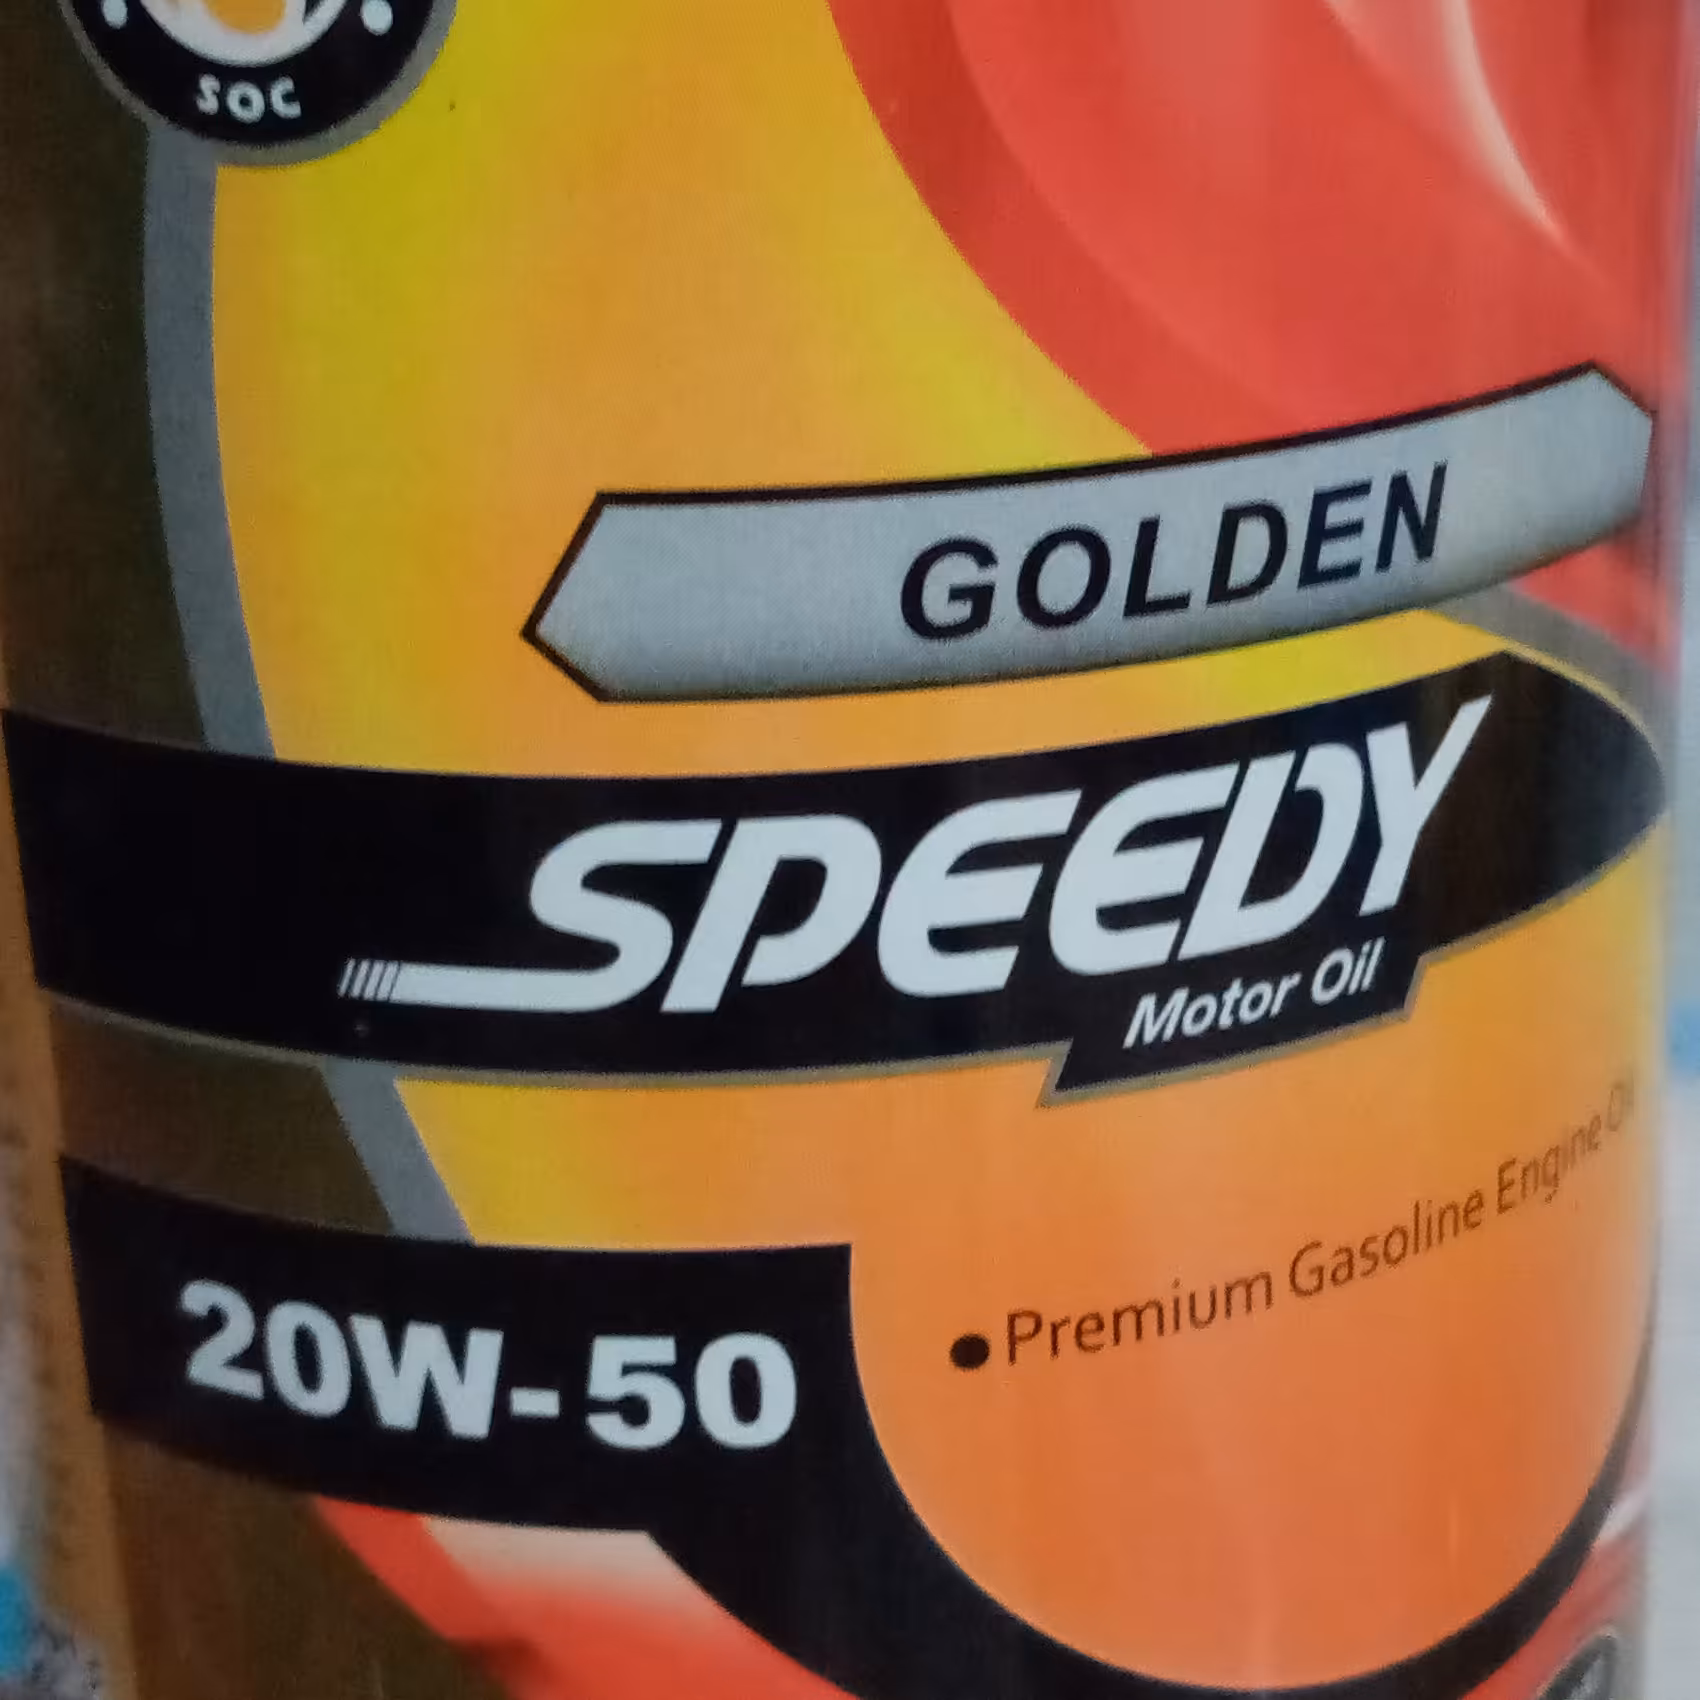 SOC
GOLDEN
SPEEDY
Motor Oil
• Premium Gasoline Engine
20W-50